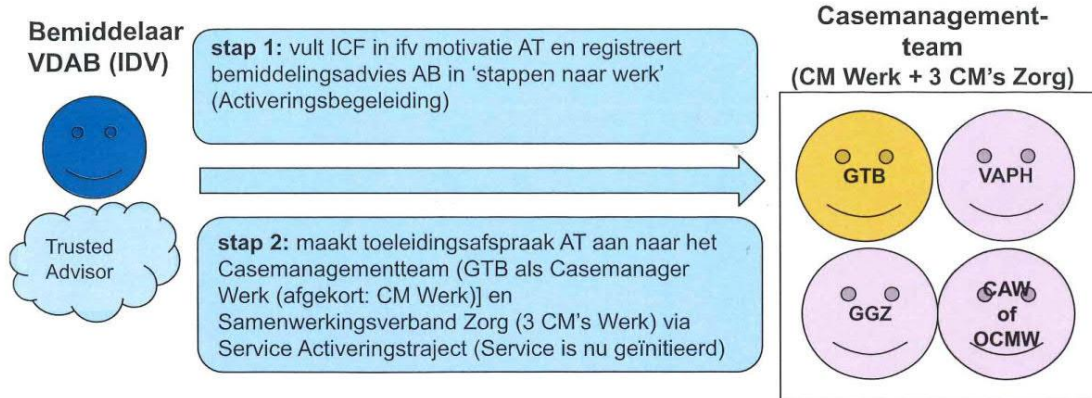 Bemiddelaar
VDAB (IDV)
Trusted
Advisor
stap 1: vult ICF in ifv motivatie AT en registreert
bemiddelingsadvies AB in ‘stappen naar werk’
(Activeringsbegeleiding)
stap 2: maakt toeleidingsafspraak AT aan naar het
Casemanagementteam (GTB als Casemanager
Werk (afgekort: CM Werk)] en
Samenwerkingsverband Zorg (3 CM's Werk) via
Service Activeringstraject (Service is nu geïnitieerd)
Casemanagement-
team
(CM Werk + 3 CM's Zorg)
GTB
VAPH
GGZ
CAW
of
OCMW